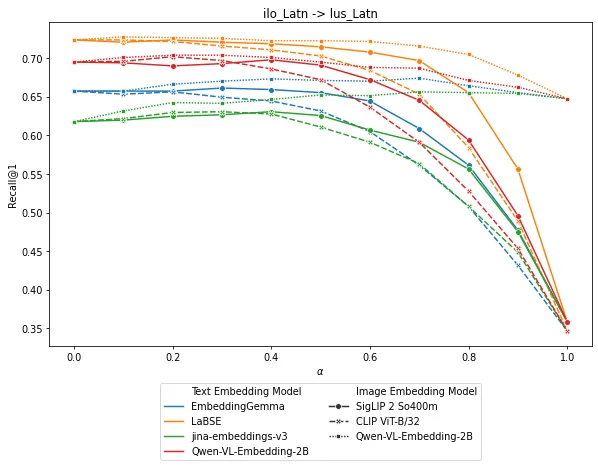 ilo_Latn -> lus_Latn
Recall@1
0.70
0.65
0.60
0.55
0.50
0.45
0.40
0.35
0.0 0.2 0.4 0.6 0.8 1.0
α
Text Embedding Model Image Embedding Model
EmbeddingGemma SigLIP 2 So400m
LaBSE CLIP ViT-B/32
jina-embeddings-v3 Qwen-VL-Embedding-2B
Qwen-VL-Embedding-2B